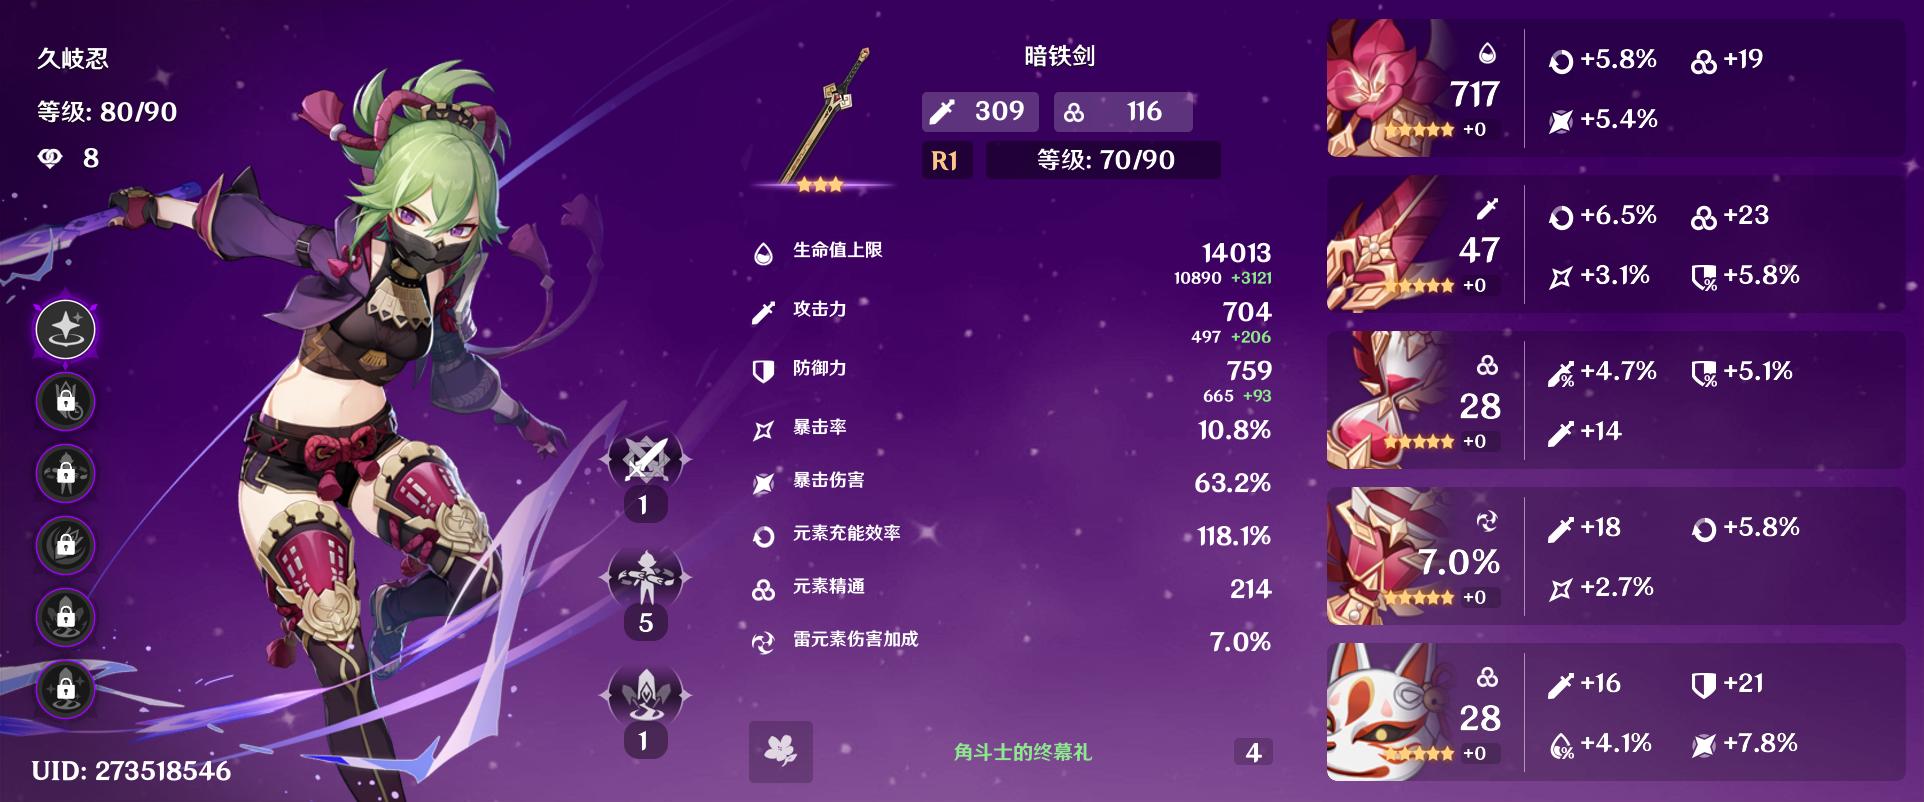 久岐忍
等级: 80/90
8
UID: 273518546
1
5
1
暗铁剑
309 116
R1 等级: 70/90
生命值上限 14013
10890 +3121
攻击力 704
497 +206
防御力 759
665 +93
暴击率 10.8%
暴击伤害 63.2%
元素充能效率 118.1%
元素精通 214
雷元素伤害加成 7.0%
角斗士的终幕礼 4
717
+0
+5.8% +19
+5.4%
47
+0
+6.5% +23
+3.1% +5.8%
28
+0
+4.7% +5.1%
+14
7.0%
+0
+18 +5.8%
+2.7%
28
+0
+16 +21
+4.1% +7.8%